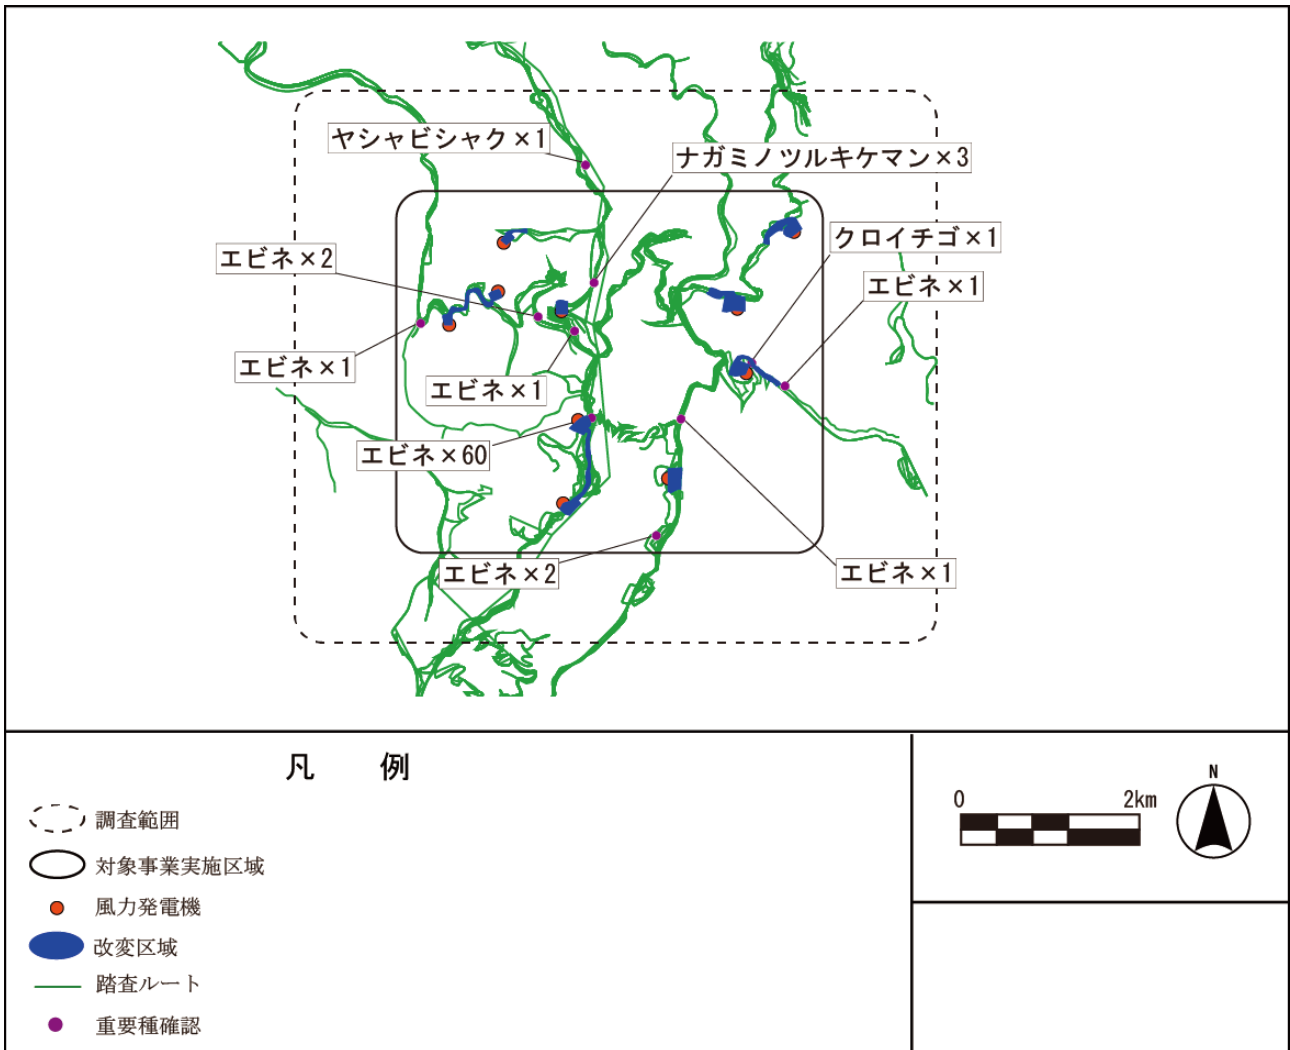 ヤシャビシャク×1
ナガミノツルキケマン×3
クロイチゴ×1
エビネ×2
エビネ×1
エビネ×1
エビネ×1
エビネ×60
エビネ×2
エビネ×1
凡 例
調査範囲
対象事業実施区域
風力発電機
改変区域
踏査ルート
重要種確認
0 2km
N